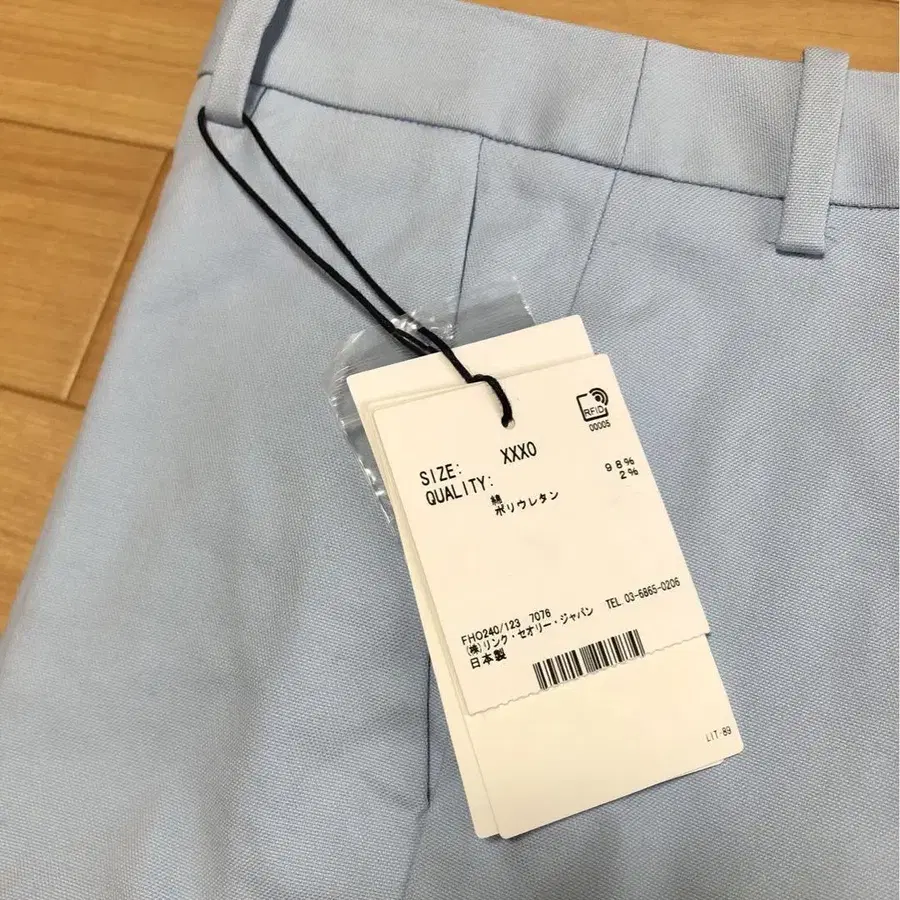 RFID
00005
SIZE: XXXO
QUALITY:
綿 98%
ポリウレタン 2%
FHO240/123 7076
(株)リンク・セオリー・ジャパン TEL 03-6865-0206
日本製
LIT-89